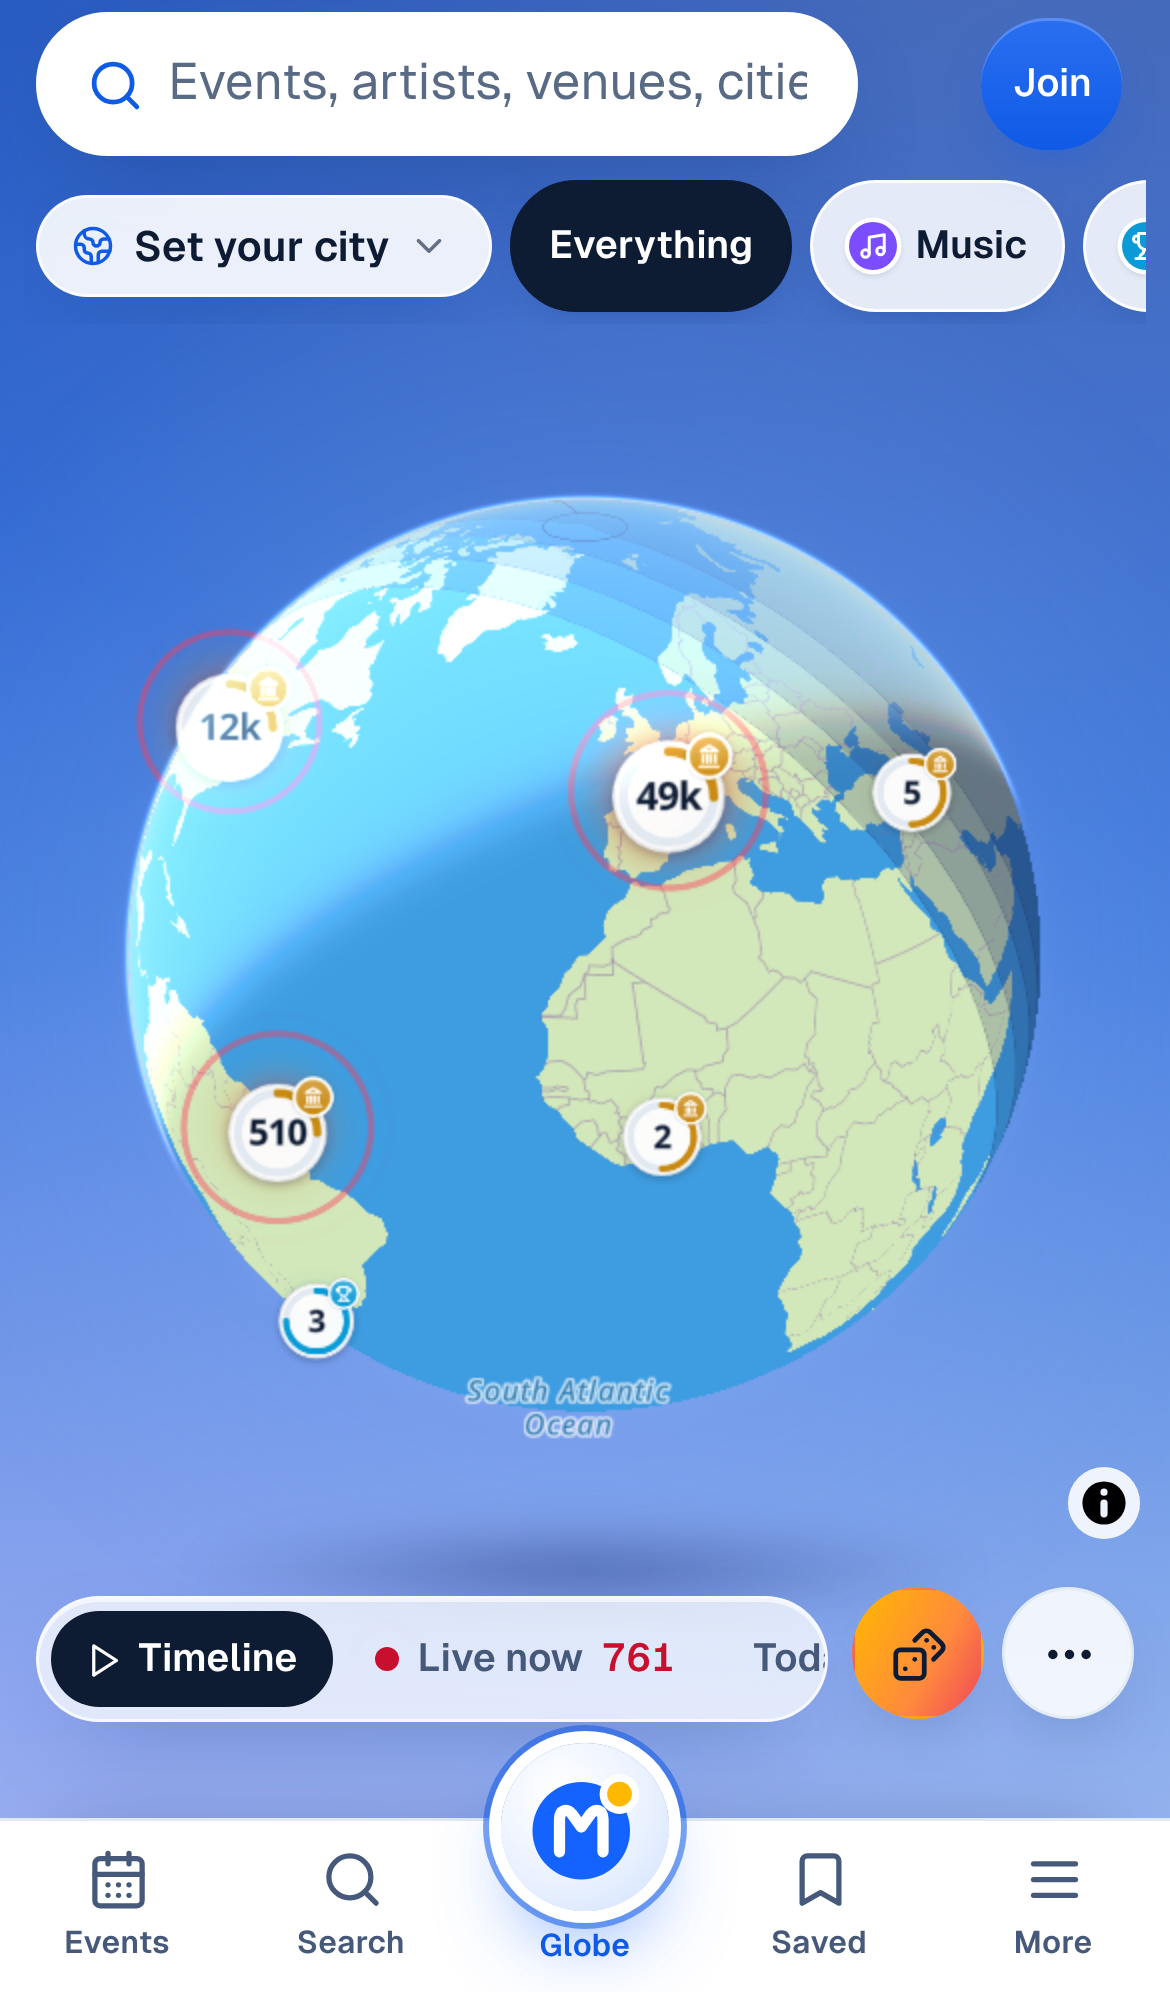 Events, artists, venues, citie
Join
Set your city
Everything
Music
12k
49k
5
510
2
3
South Atlantic
Ocean
Timeline
Live now 761
Tod
Events
Search
Globe
Saved
More